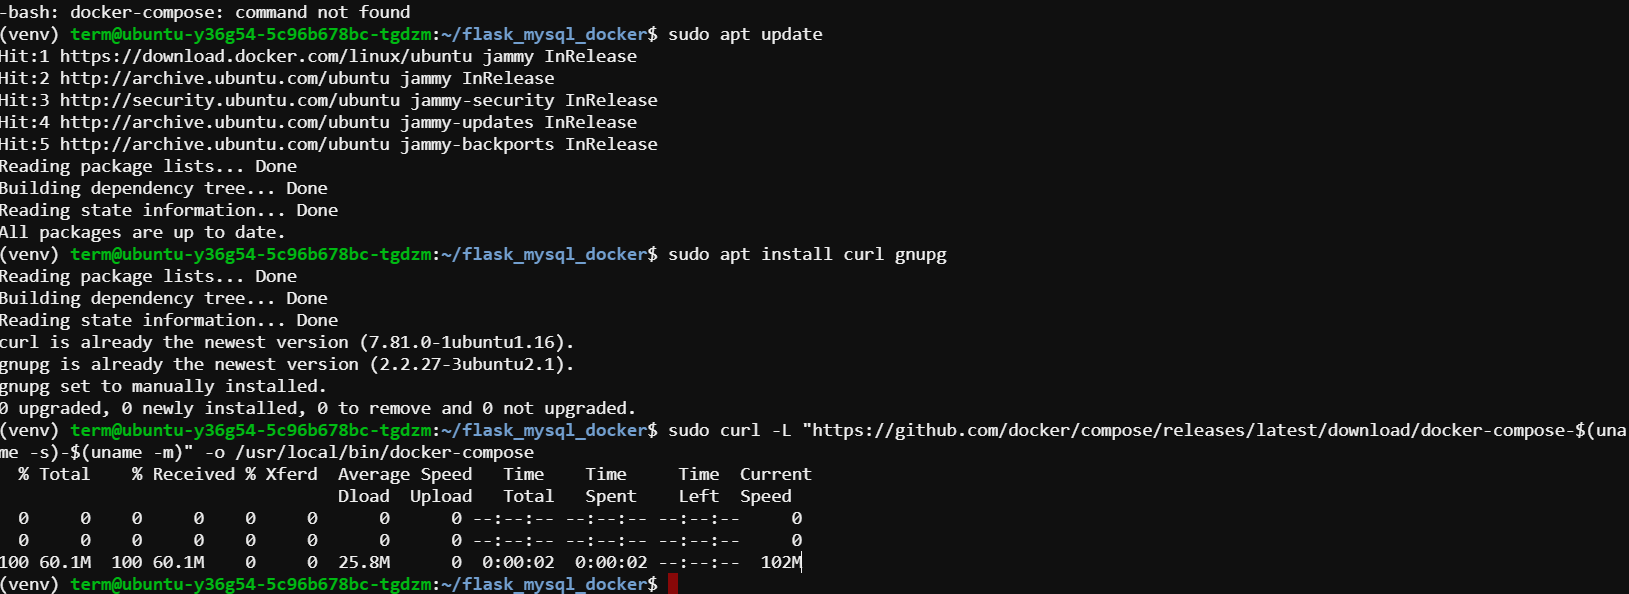 -bash: docker-compose: command not found
(venv) term@ubuntu-y36g54-5c96b678bc-tgdzm:~/flask_mysql_docker$ sudo apt update
Hit:1 https://download.docker.com/linux/ubuntu jammy InRelease
Hit:2 http://archive.ubuntu.com/ubuntu jammy InRelease
Hit:3 http://security.ubuntu.com/ubuntu jammy-security InRelease
Hit:4 http://archive.ubuntu.com/ubuntu jammy-updates InRelease
Hit:5 http://archive.ubuntu.com/ubuntu jammy-backports InRelease
Reading package lists... Done
Building dependency tree... Done
Reading state information... Done
All packages are up to date.
(venv) term@ubuntu-y36g54-5c96b678bc-tgdzm:~/flask_mysql_docker$ sudo apt install curl gnupg
Reading package lists... Done
Building dependency tree... Done
Reading state information... Done
curl is already the newest version (7.81.0-1ubuntu1.16).
gnupg is already the newest version (2.2.27-3ubuntu2.1).
gnupg set to manually installed.
0 upgraded, 0 newly installed, 0 to remove and 0 not upgraded.
(venv) term@ubuntu-y36g54-5c96b678bc-tgdzm:~/flask_mysql_docker$ sudo curl -L "https://github.com/docker/compose/releases/latest/download/docker-compose-$(una
me -s)-$(uname -m)" -o /usr/local/bin/docker-compose
  % Total    % Received % Xferd  Average Speed   Time    Time     Time  Current
                                 Dload  Upload   Total   Spent    Left  Speed
  0     0    0     0    0     0      0      0 --:--:-- --:--:-- --:--:--     0
  0     0    0     0    0     0      0      0 --:--:-- --:--:-- --:--:--     0
100 60.1M  100 60.1M    0     0  25.8M      0  0:00:02  0:00:02 --:--:--  102M
(venv) term@ubuntu-y36g54-5c96b678bc-tgdzm:~/flask_mysql_docker$